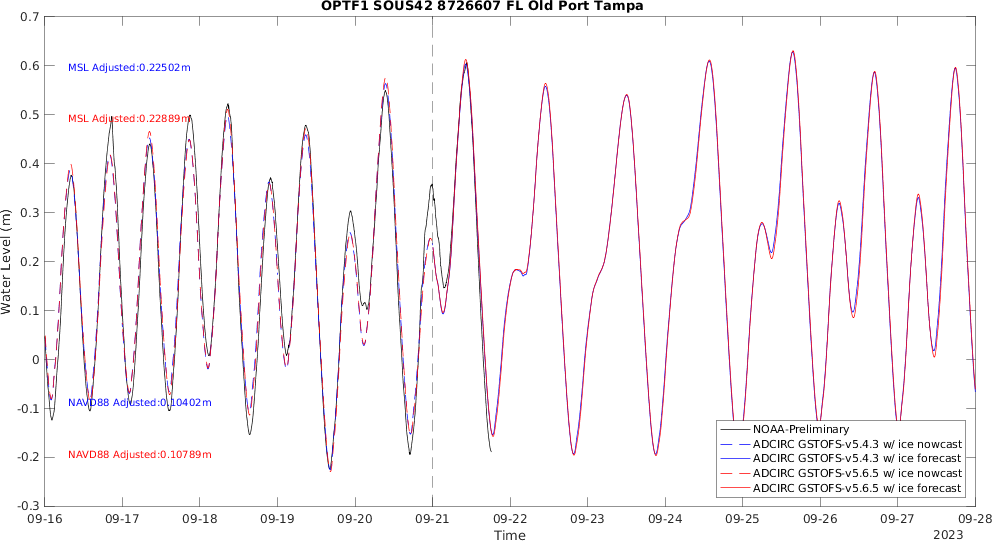 OPTF1 SOUS42 8726607 FL Old Port Tampa
0.7
0.6
0.5
0.4
0.3
0.2
0.1
0
-0.1
-0.2
-0.3
Water Level (m)
MSL Adjusted:0.22502m
MSL Adjusted:0.22889m
NAVD88 Adjusted:0.10402m
NAVD88 Adjusted:0.10789m
NOAA-Preliminary
ADCIRC GSTOFS-v5.4.3 w/ ice nowcast
ADCIRC GSTOFS-v5.4.3 w/ ice forecast
ADCIRC GSTOFS-v5.6.5 w/ ice nowcast
ADCIRC GSTOFS-v5.6.5 w/ ice forecast
09-16 09-17 09-18 09-19 09-20 09-21 09-22 09-23 09-24 09-25 09-26 09-27 09-28
Time
2023